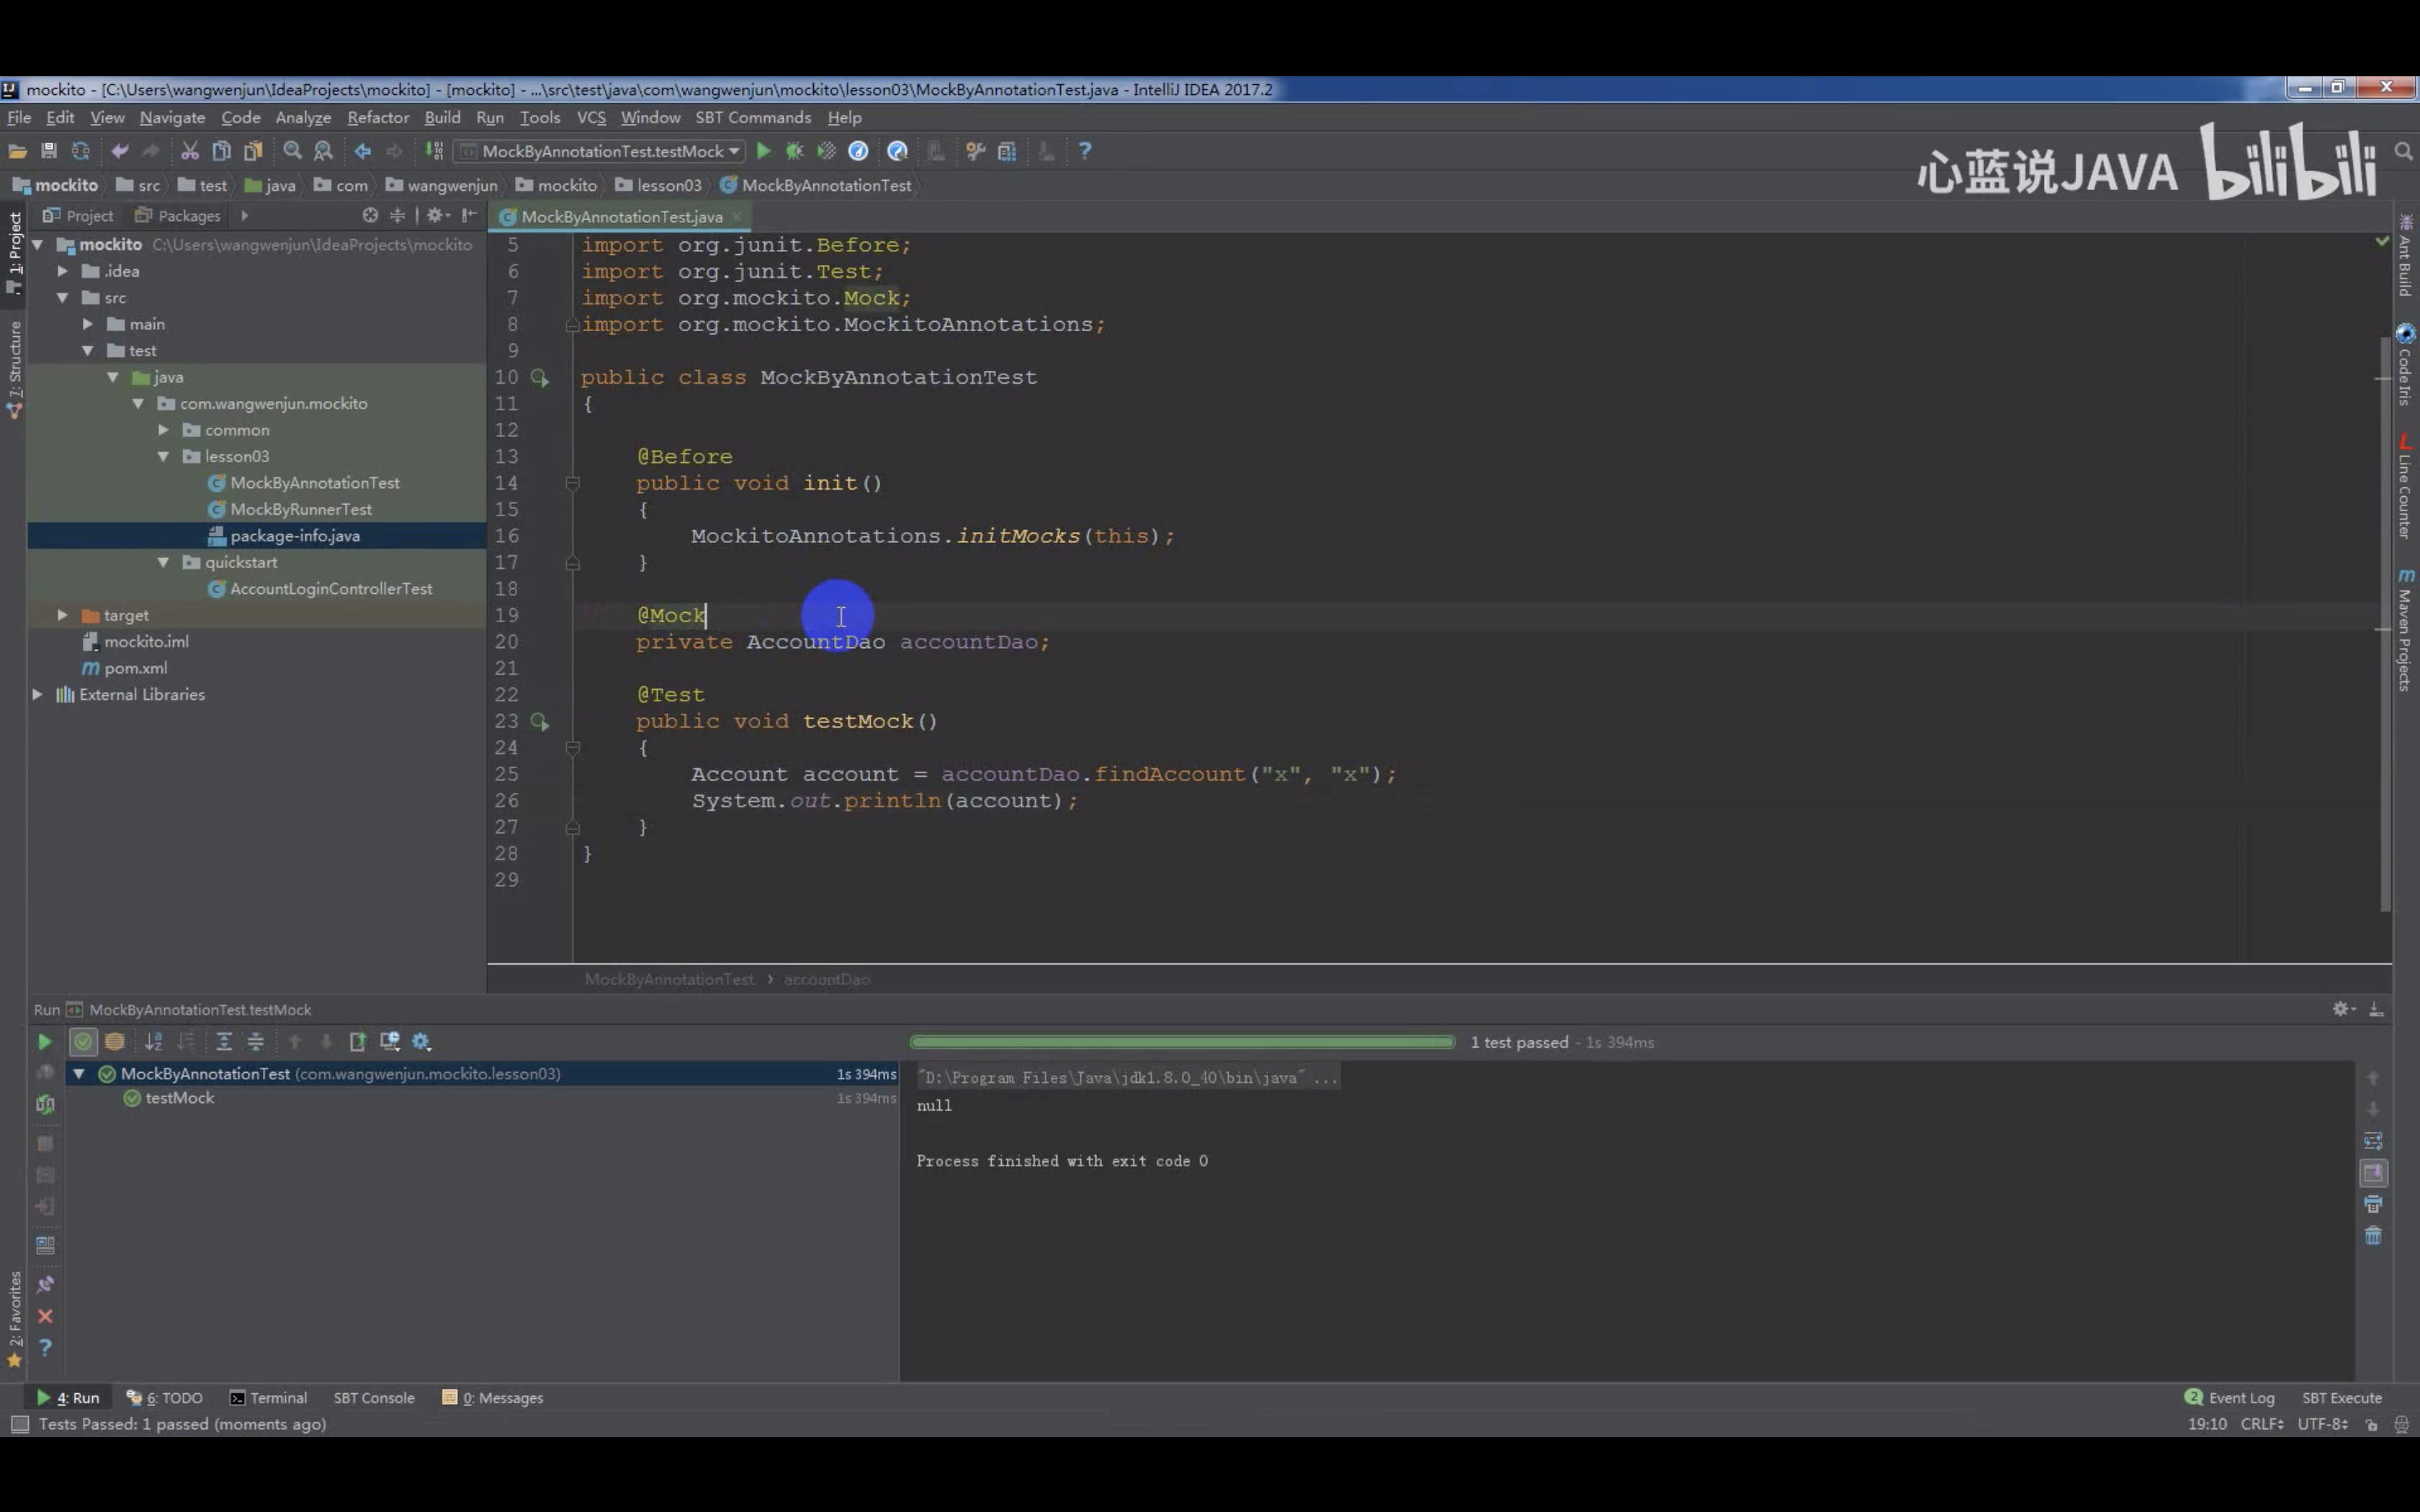 mockito - [C:\Users\wangwenjun\IdeaProjects\mockito] - [mockito] - ...\src\test\java\com\wangwenjun\mockito\lesson03\MockByAnnotationTest.java - IntelliJ IDEA 2017.2
File Edit View Navigate Code Analyze Refactor Build Run Tools VCS Window SBT Commands Help
MockByAnnotationTest.testMock
心蓝说JAVA bilibili
mockito src test java com wangwenjun mockito lesson03 MockByAnnotationTest
Project Packages
MockByAnnotationTest.java
1: Project
7: Structure
2: Favorites
mockito C:\Users\wangwenjun\IdeaProjects\mockito
.idea
src
main
test
java
com.wangwenjun.mockito
common
lesson03
MockByAnnotationTest
MockByRunnerTest
package-info.java
quickstart
AccountLoginControllerTest
target
mockito.iml
pom.xml
External Libraries
5 import org.junit.Before;
6 import org.junit.Test;
7 import org.mockito.Mock;
8 import org.mockito.MockitoAnnotations;
9
10 public class MockByAnnotationTest
11 {
12
13 @Before
14 public void init()
15 {
16 MockitoAnnotations.initMocks(this);
17 }
18
19 @Mock
20 private AccountDao accountDao;
21
22 @Test
23 public void testMock()
24 {
25 Account account = accountDao.findAccount("x", "x");
26 System.out.println(account);
27 }
28 }
29
MockByAnnotationTest › accountDao
Ant Build
Code Iris
Line Counter
Maven Projects
Run MockByAnnotationTest.testMock
1 test passed - 1s 394ms
MockByAnnotationTest (com.wangwenjun.mockito.lesson03) 1s 394ms
testMock 1s 394ms
"D:\Program Files\Java\jdk1.8.0_40\bin\java" ...
null
Process finished with exit code 0
4: Run 6: TODO Terminal SBT Console 0: Messages
2 Event Log SBT Execute
Tests Passed: 1 passed (moments ago)
19:10 CRLF UTF-8